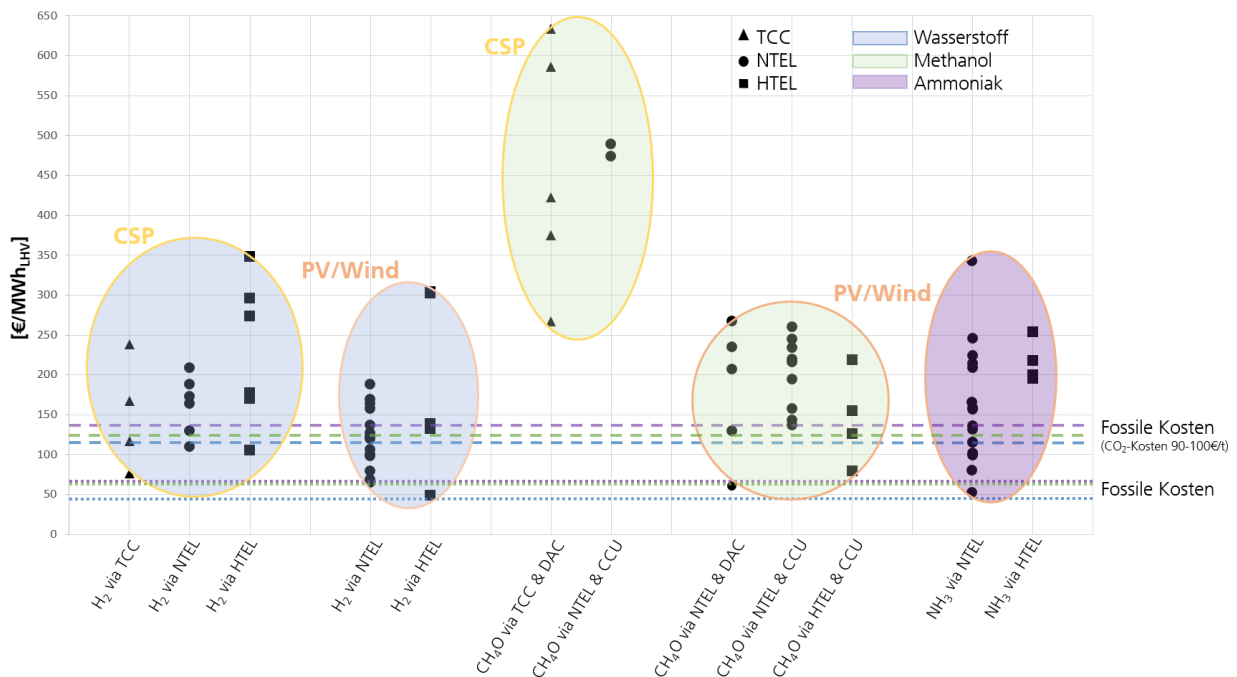 650
600
550
500
450
400
350
300
250
200
150
100
50
0
[€/MWh_LHV]
CSP
PV/Wind
CSP
PV/Wind
TCC
NTEL
HTEL
Wasserstoff
Methanol
Ammoniak
Fossile Kosten
(CO₂-Kosten 90-100€/t)
Fossile Kosten
H₂ via TCC
H₂ via NTEL
H₂ via HTEL
H₂ via NTEL
H₂ via HTEL
CH₄O via TCC & DAC
CH₄O via NTEL & CCU
CH₄O via NTEL & DAC
CH₄O via NTEL & CCU
CH₄O via HTEL & CCU
NH₃ via NTEL
NH₃ via HTEL